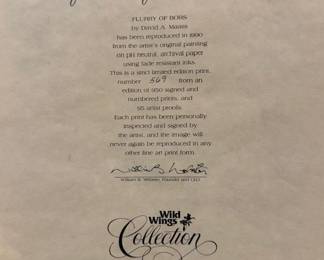 FLURRY OF BOBS
by David A. Maass
has been reproduced in 1990
from the artist's original painting
on pH neutral, archival paper
using fade resistant inks.
This is a strict limited edition print,
number 569 from an
edition of 950 signed and
numbered prints, and
95 artist proofs.
Each print has been personally
inspected and signed by
the artist, and the image will
never again be reproduced in any
other fine art print form.
William B. Webster, Founder and CEO
Wild
Wings
Collection